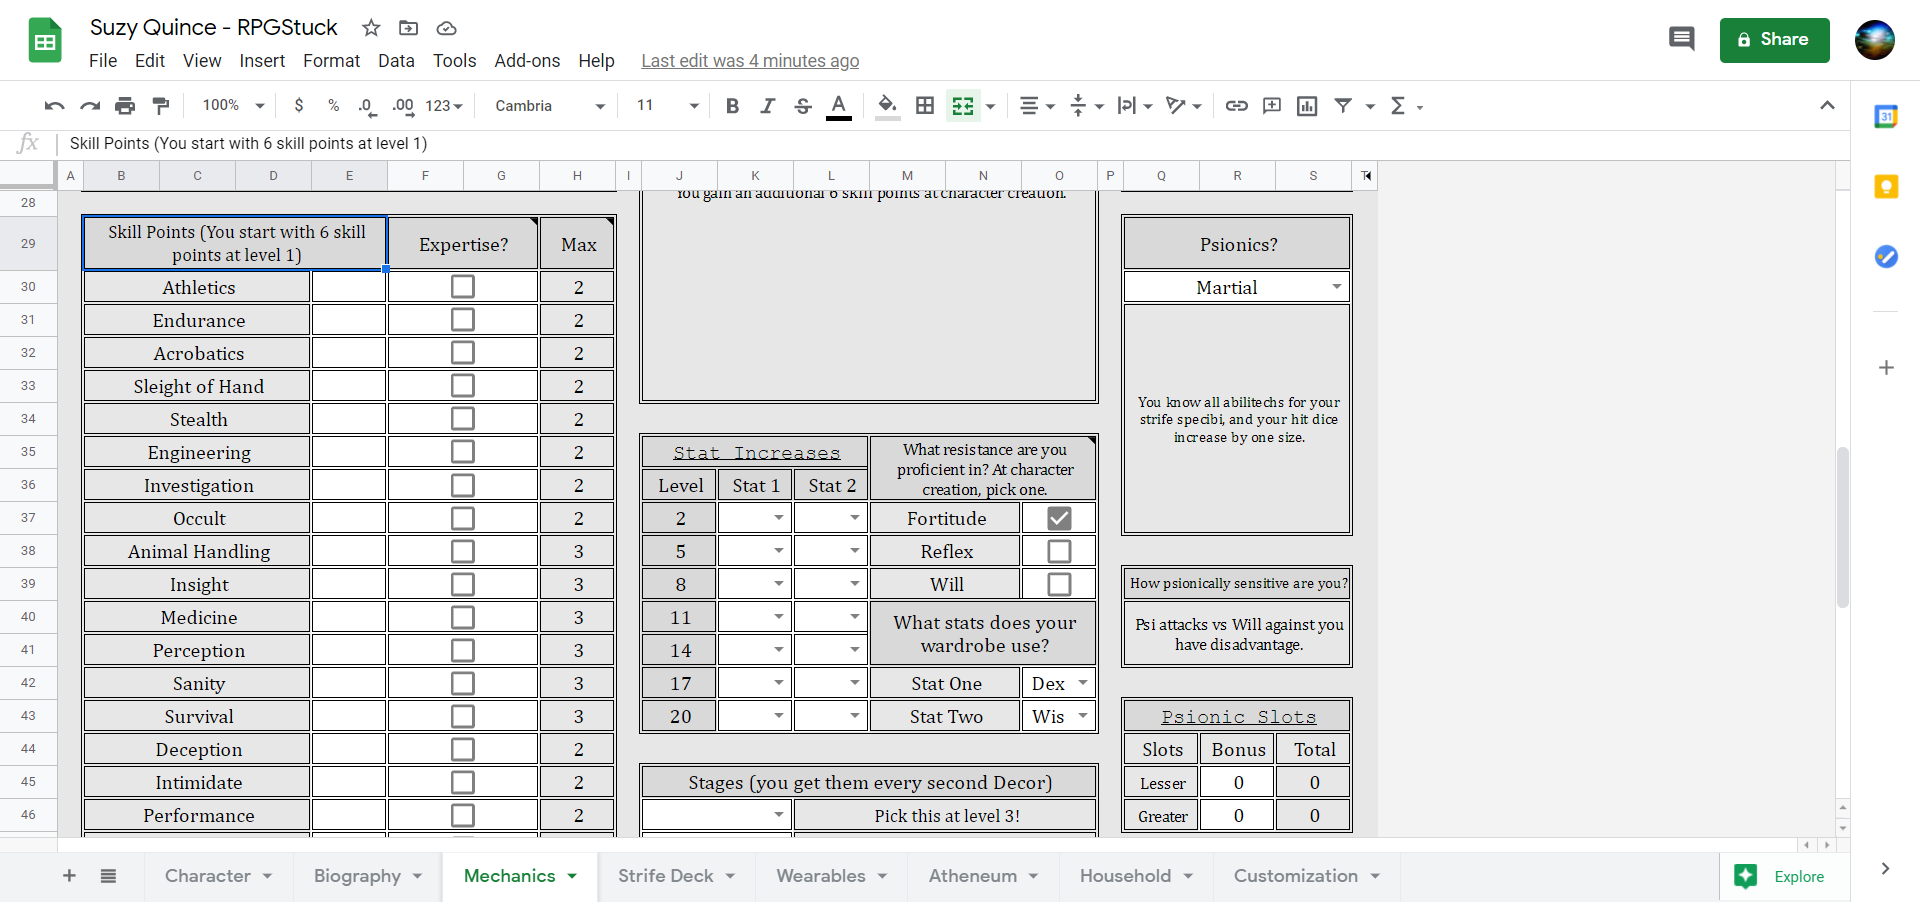 Suzy Quince - RPGStuck
File Edit View Insert Format Data Tools Add-ons Help Last edit was 4 minutes ago
Share
100% $ % .0 .00 123 Cambria 11 B I S A
31
fx Skill Points (You start with 6 skill points at level 1)
A B C D E F G H I J K L M N O P Q R S T
28
You gain an additional 6 skill points at character creation.
29 Skill Points (You start with 6 skill
points at level 1)
Expertise? Max
Psionics?
30 Athletics 2
Martial
31 Endurance 2
32 Acrobatics 2
33 Sleight of Hand 2
You know all abilitechs for your
strife specibi, and your hit dice
increase by one size.
34 Stealth 2
35 Engineering 2
Stat Increases
What resistance are you
proficient in? At character
creation, pick one.
36 Investigation 2
Level Stat 1 Stat 2
37 Occult 2
2 Fortitude
38 Animal Handling 3
5 Reflex
39 Insight 3
8 Will
How psionically sensitive are you?
40 Medicine 3
11
What stats does your
wardrobe use?
Psi attacks vs Will against you
have disadvantage.
41 Perception 3
14
42 Sanity 3
17 Stat One Dex
43 Survival 3
20 Stat Two Wis
Psionic Slots
44 Deception 2
Slots Bonus Total
45 Intimidate 2
Stages (you get them every second Decor)
Lesser 0 0
46 Performance 2
Pick this at level 3!
Greater 0 0
Character Biography Mechanics Strife Deck Wearables Atheneum Household Customization
Explore